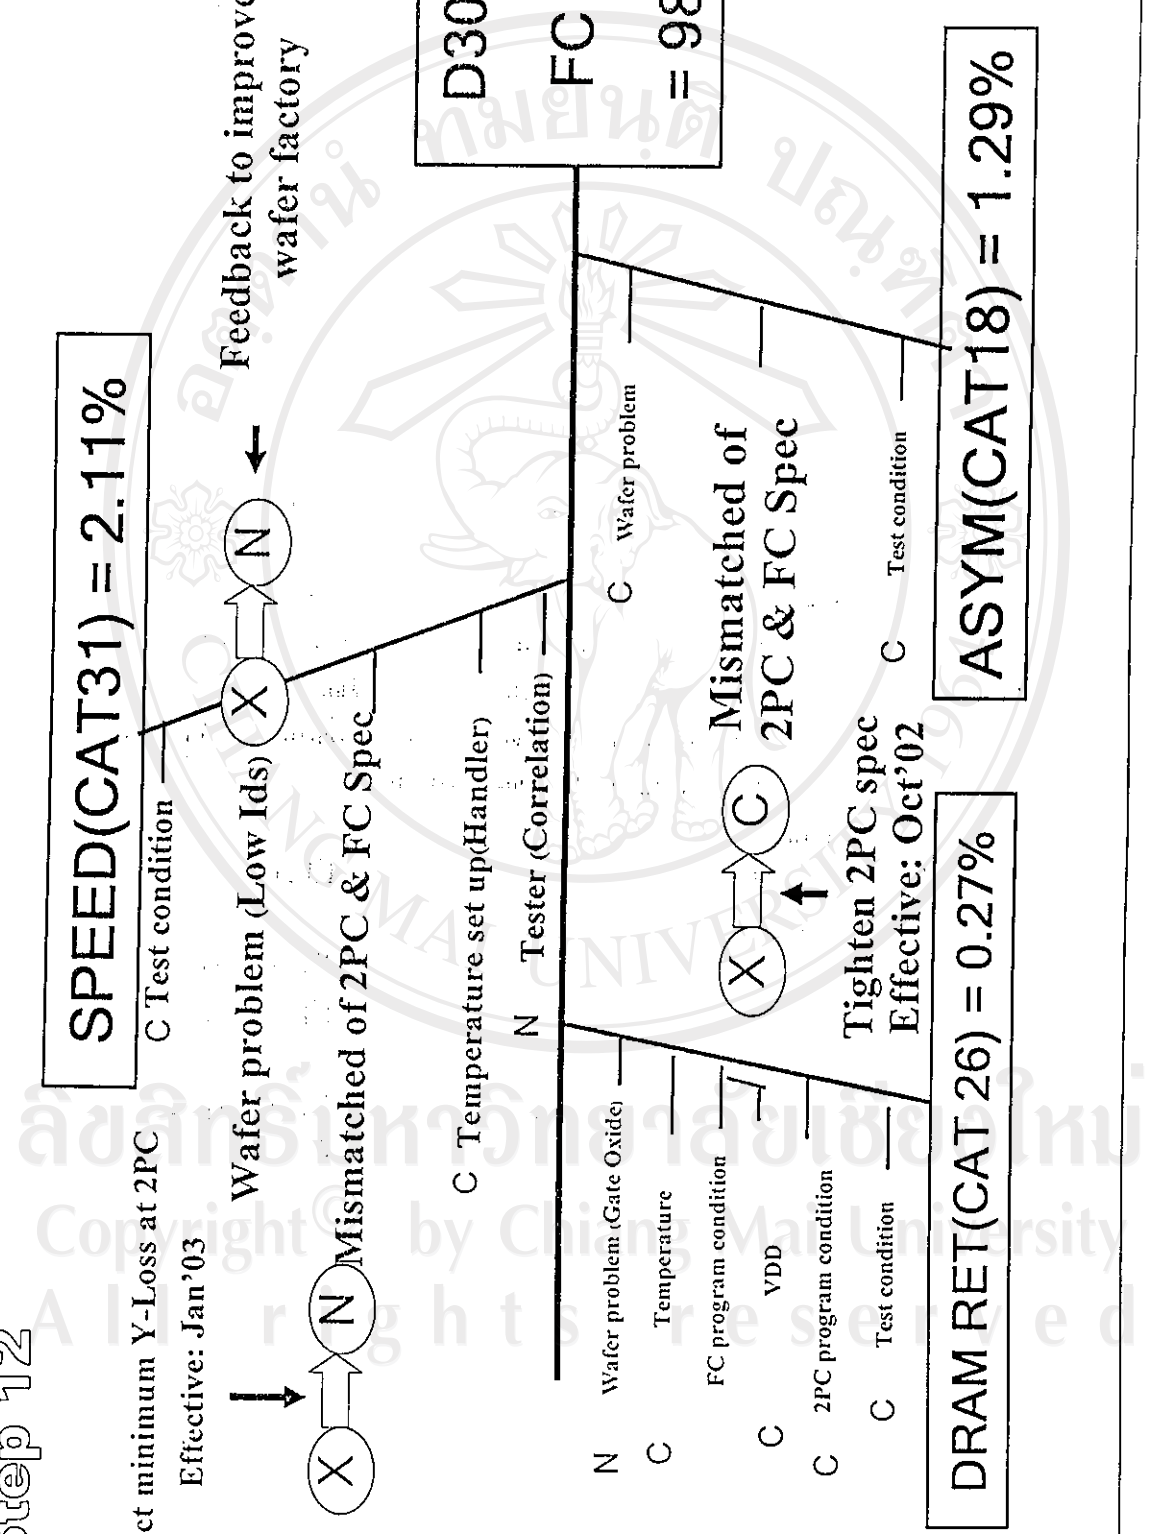 Step 12
ct minimum Y-Loss at 2PC
Effective: Jan'03
X
N
SPEED(CAT31) = 2.11%
C Test condition
Wafer problem (Low Ids)
X
N
Feedback to improve
wafer factory
Mismatched of 2PC & FC Spec
C Temperature set up(Handler)
N Tester (Correlation)
D30
FC
= 98
N Wafer problem (Gate Oxide)
C Temperature
FC program condition
C VDD
C 2PC program condition
C Test condition
DRAM RET(CAT 26) = 0.27%
C Wafer problem
Mismatched of
2PC & FC Spec
X
C
Tighten 2PC spec
Effective: Oct'02
C Test condition
ASYM(CAT18) = 1.29%
CHIANG MAI UNIVERSITY 196
ลิขสิทธิ์มหาวิทยาลัยเชียงใหม่
Copyright© by Chiang Mai University
All rights reserved